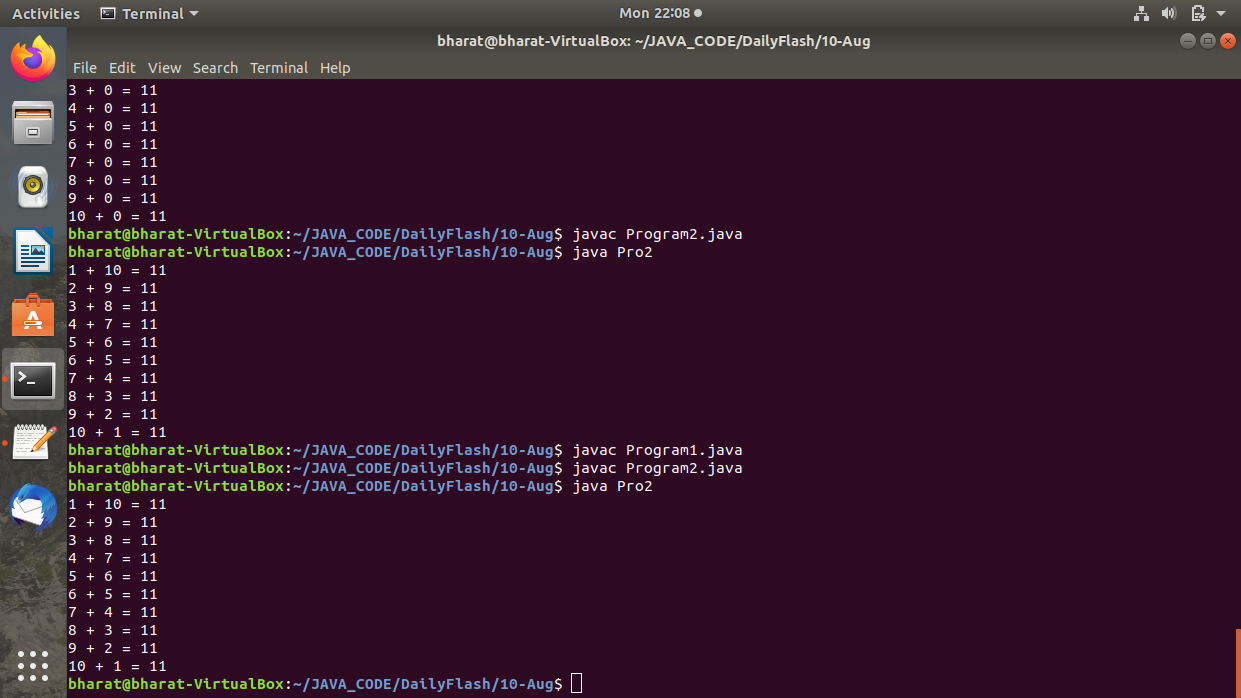 Activities Terminal Mon 22:08
bharat@bharat-VirtualBox: ~/JAVA_CODE/DailyFlash/10-Aug
File Edit View Search Terminal Help
3 + 0 = 11
4 + 0 = 11
5 + 0 = 11
6 + 0 = 11
7 + 0 = 11
8 + 0 = 11
9 + 0 = 11
10 + 0 = 11
bharat@bharat-VirtualBox:~/JAVA_CODE/DailyFlash/10-Aug$ javac Program2.java
bharat@bharat-VirtualBox:~/JAVA_CODE/DailyFlash/10-Aug$ java Pro2
1 + 10 = 11
2 + 9 = 11
3 + 8 = 11
4 + 7 = 11
5 + 6 = 11
6 + 5 = 11
7 + 4 = 11
8 + 3 = 11
9 + 2 = 11
10 + 1 = 11
bharat@bharat-VirtualBox:~/JAVA_CODE/DailyFlash/10-Aug$ javac Program1.java
bharat@bharat-VirtualBox:~/JAVA_CODE/DailyFlash/10-Aug$ javac Program2.java
bharat@bharat-VirtualBox:~/JAVA_CODE/DailyFlash/10-Aug$ java Pro2
1 + 10 = 11
2 + 9 = 11
3 + 8 = 11
4 + 7 = 11
5 + 6 = 11
6 + 5 = 11
7 + 4 = 11
8 + 3 = 11
9 + 2 = 11
10 + 1 = 11
bharat@bharat-VirtualBox:~/JAVA_CODE/DailyFlash/10-Aug$